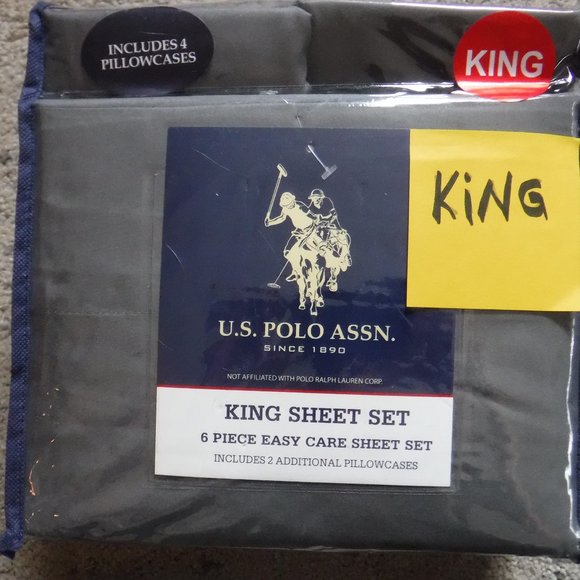 INCLUDES 4
PILLOWCASES
KING
KiNG
U.S. POLO ASSN.
SINCE 1890
NOT AFFILIATED WITH POLO RALPH LAUREN CORP.
KING SHEET SET
6 PIECE EASY CARE SHEET SET
INCLUDES 2 ADDITIONAL PILLOWCASES